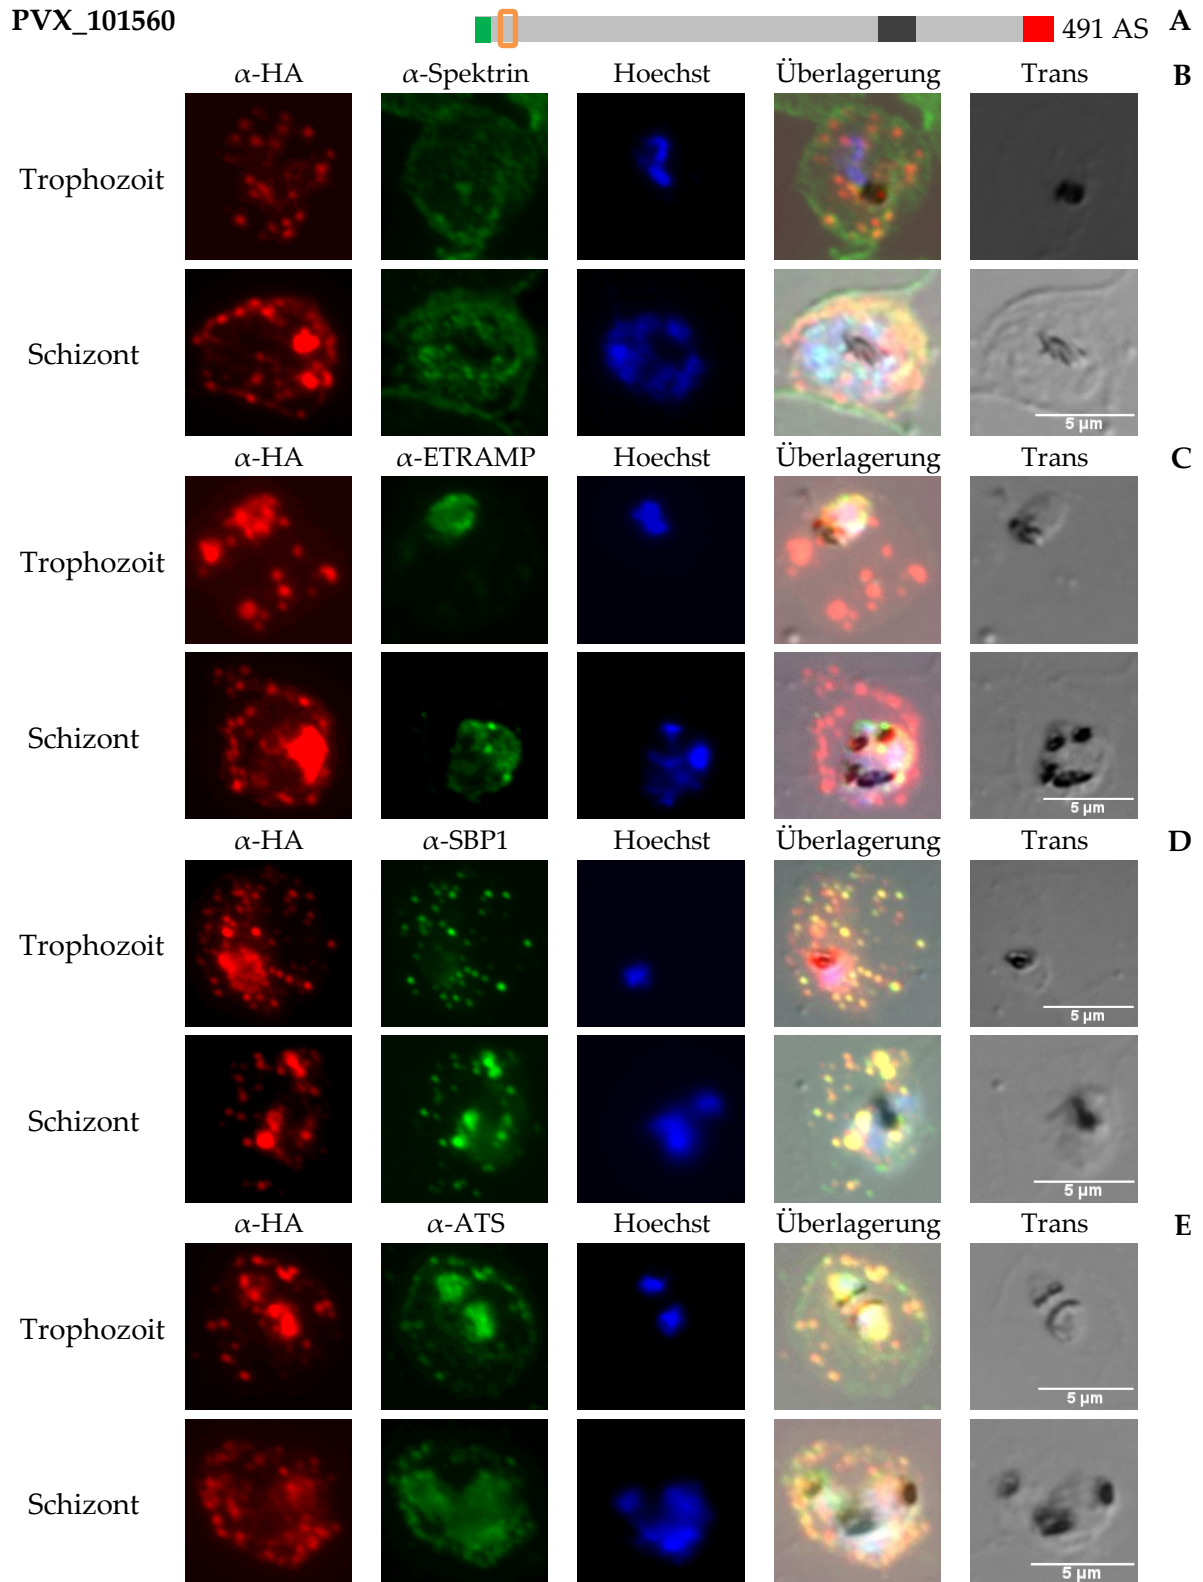 PVX_101560 491 AS A
α-HA α-Spektrin Hoechst Überlagerung Trans B
Trophozoit
Schizont
5 µm
α-HA α-ETRAMP Hoechst Überlagerung Trans C
Trophozoit
Schizont
5 µm
α-HA α-SBP1 Hoechst Überlagerung Trans D
Trophozoit
5 µm
Schizont
5 µm
α-HA α-ATS Hoechst Überlagerung Trans E
Trophozoit
5 µm
Schizont
5 µm